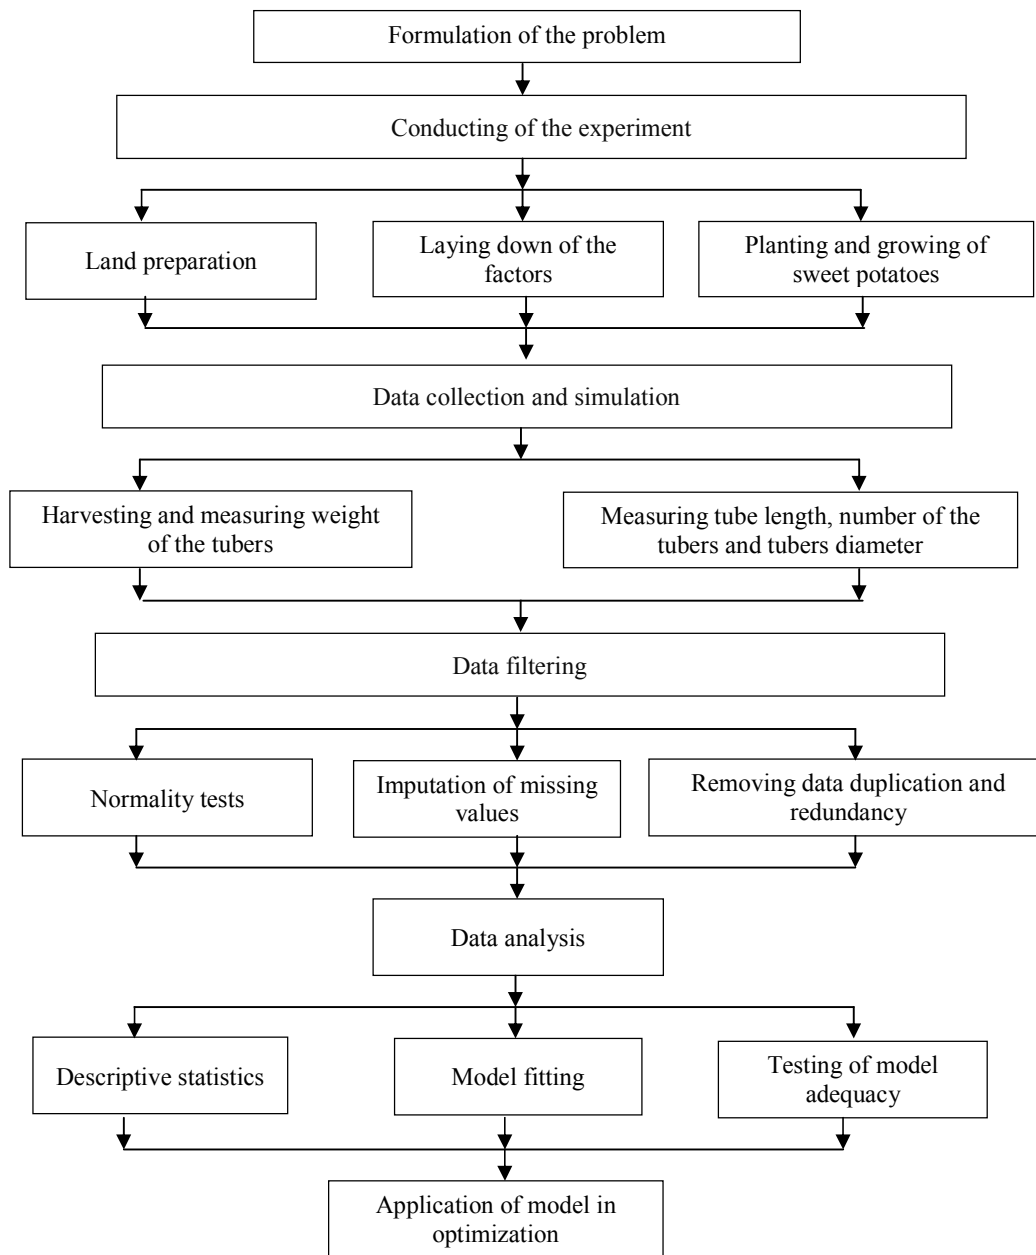 Formulation of the problem
Conducting of the experiment
Land preparation
Laying down of the
factors
Planting and growing of
sweet potatoes
Data collection and simulation
Harvesting and measuring weight
of the tubers
Measuring tube length, number of the
tubers and tubers diameter
Data filtering
Normality tests
Imputation of missing
values
Removing data duplication and
redundancy
Data analysis
Descriptive statistics
Model fitting
Testing of model
adequacy
Application of model in
optimization